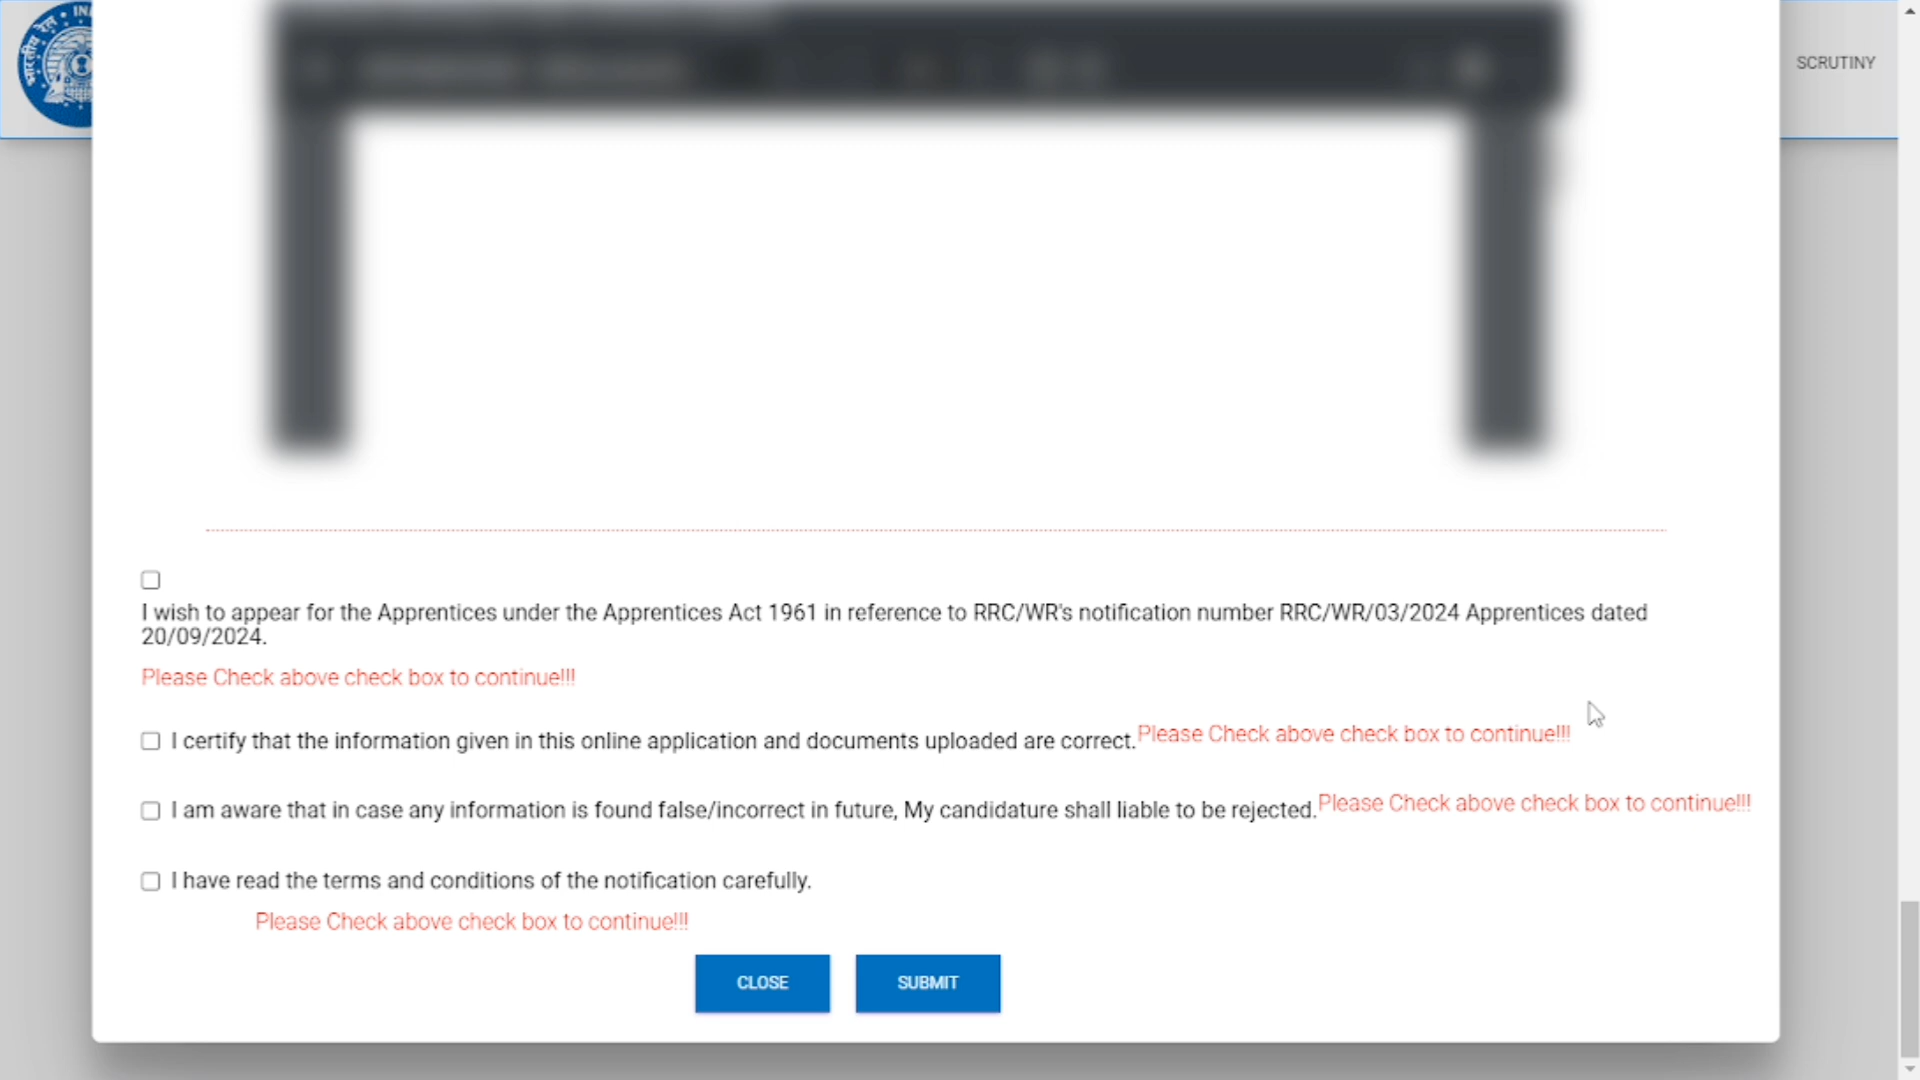 भारतीय रेल • IN
SCRUTINY
I wish to appear for the Apprentices under the Apprentices Act 1961 in reference to RRC/WR's notification number RRC/WR/03/2024 Apprentices dated
20/09/2024.
Please Check above check box to continue!!!
I certify that the information given in this online application and documents uploaded are correct. Please Check above check box to continue!!!
I am aware that in case any information is found false/incorrect in future, My candidature shall liable to be rejected. Please Check above check box to continue!!!
I have read the terms and conditions of the notification carefully.
Please Check above check box to continue!!!
CLOSE SUBMIT